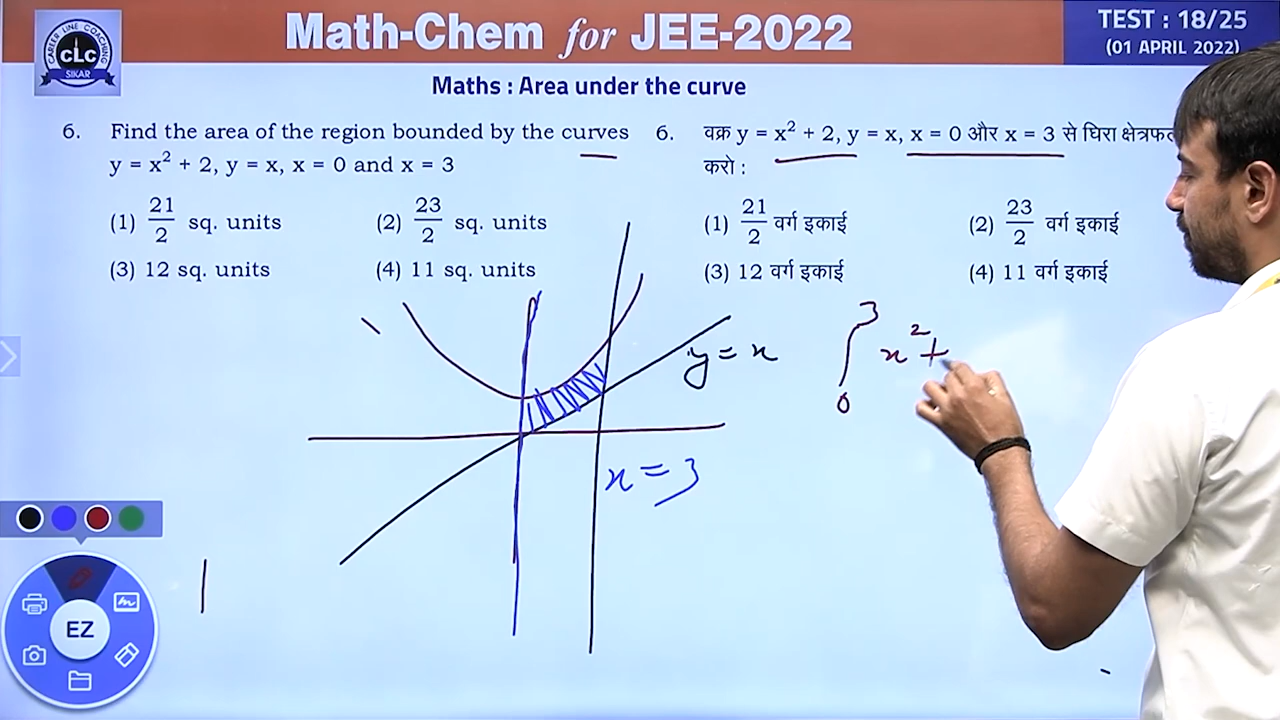 CAREER LINE COACHING
CLC
SIKAR
Math-Chem for JEE-2022
TEST : 18/25
(01 APRIL 2022)
Maths : Area under the curve
6. Find the area of the region bounded by the curves
y = x² + 2, y = x, x = 0 and x = 3
(1) 21/2 sq. units (2) 23/2 sq. units
(3) 12 sq. units (4) 11 sq. units
6. वक्र y = x² + 2, y = x, x = 0 और x = 3 से घिरा
करो :
(1) 21/2 वर्ग इकाई (2) 23/2 वर्ग इकाई
(3) 12 वर्ग इकाई (4) 11 वर्ग इकाई
y = x
x = 3
∫₀³ x² +
EZ